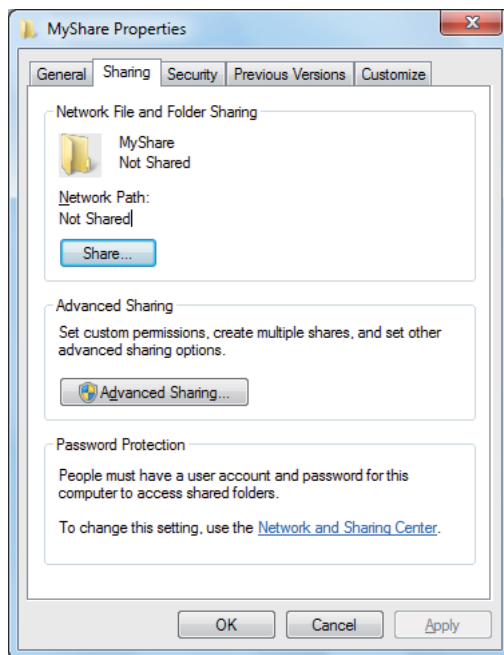 MyShare Properties
General Sharing Security Previous Versions Customize
Network File and Folder Sharing
MyShare
Not Shared
Network Path:
Not Shared
Share...
Advanced Sharing
Set custom permissions, create multiple shares, and set other
advanced sharing options.
Advanced Sharing...
Password Protection
People must have a user account and password for this
computer to access shared folders.
To change this setting, use the Network and Sharing Center.
OK Cancel Apply